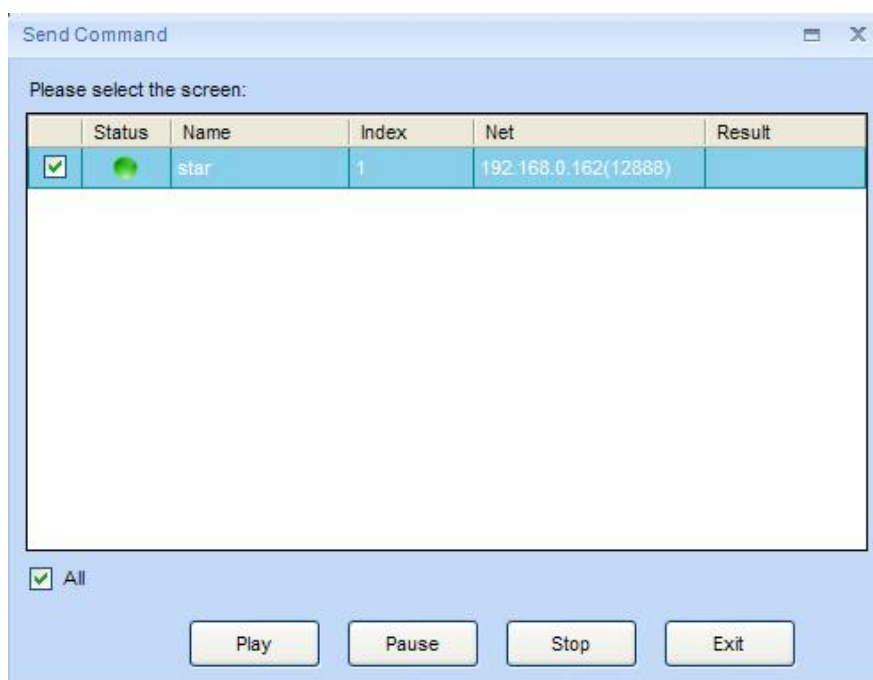 Send Command
Please select the screen:
Status Name Index Net Result
star 1 192.168.0.162(12888)
All
Play Pause Stop Exit